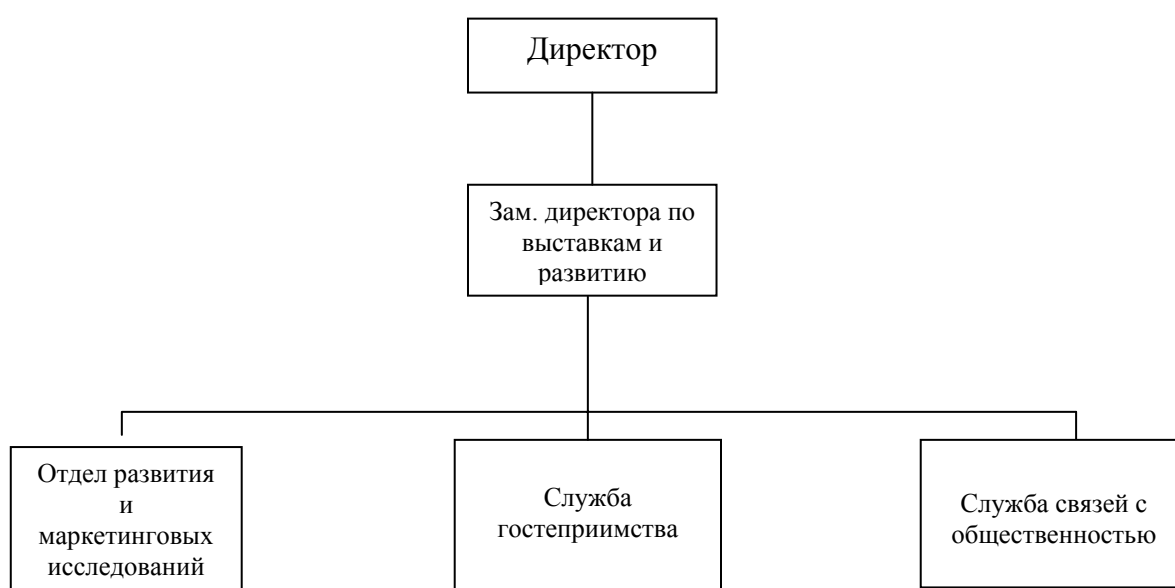 Директор
Зам. директора по
выставкам и
развитию
Отдел развития
и
маркетинговых
исследований
Служба
гостеприимства
Служба связей с
общественностью